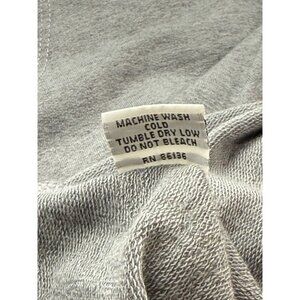 MACHINE WASH
COLD
TUMBLE DRY LOW
DO NOT BLEACH
RN 86136